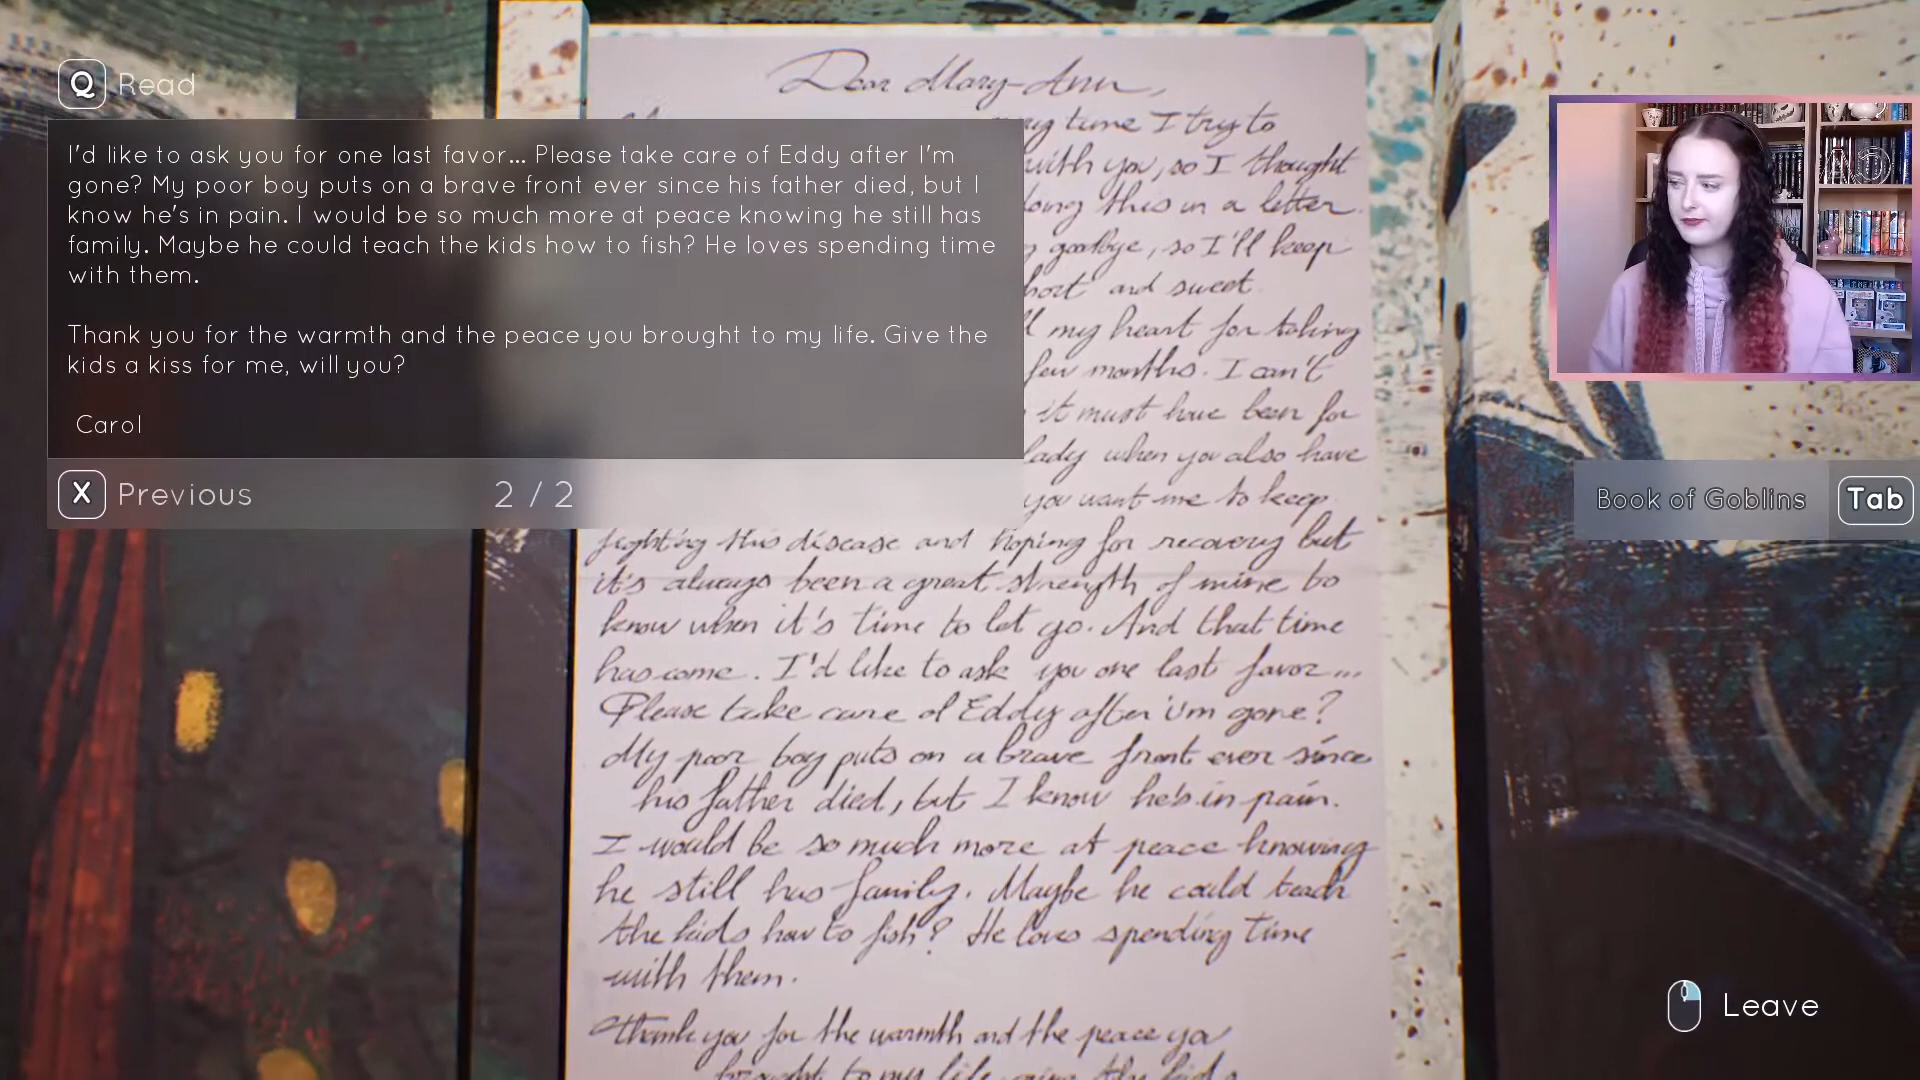 Q Read
I'd like to ask you for one last favor... Please take care of Eddy after I'm
gone? My poor boy puts on a brave front ever since his father died, but I
know he's in pain. I would be so much more at peace knowing he still has
family. Maybe he could teach the kids how to fish? He loves spending time
with them.
Thank you for the warmth and the peace you brought to my life. Give the
kids a kiss for me, will you?
Carol
X Previous 2 / 2
Dear Mary-Ann,
time I try to
with you, so I thought
doing this in a letter.
goodbye, so I'll keep
short and sweet
my heart for taking
few months. I can't
it must have been for
lady when you also have
you want me to keep
fighting this disease and hoping for recovery but
it's always been a great strength of mine to
know when it's time to let go. And that time
has come. I'd like to ask you one last favor...
Please take care of Eddy after i'm gone?
My poor boy puts on a brave front ever since
his father died, but I know he's in pain.
I would be so much more at peace knowing
he still has family. Maybe he could teach
the kids how to fish? He loves spending time
with them.
Thank you for the warmth and the peace you
brought to my life give the kids
Book of Goblins Tab
Leave